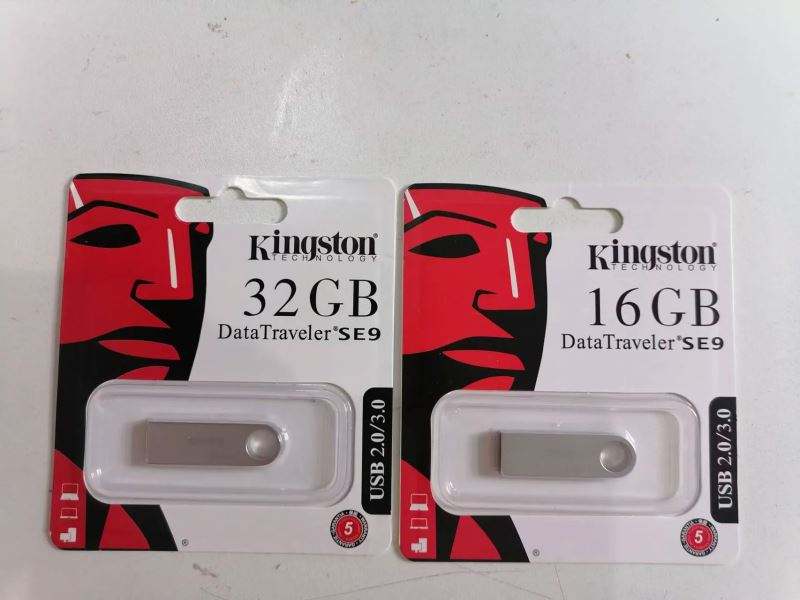 Kingston®
TECHNOLOGY
32GB
DataTraveler® SE9
USB 2.0/3.0
5
®
Kingston®
TECHNOLOGY
16GB
DataTraveler® SE9
USB 2.0/3.0
5
®